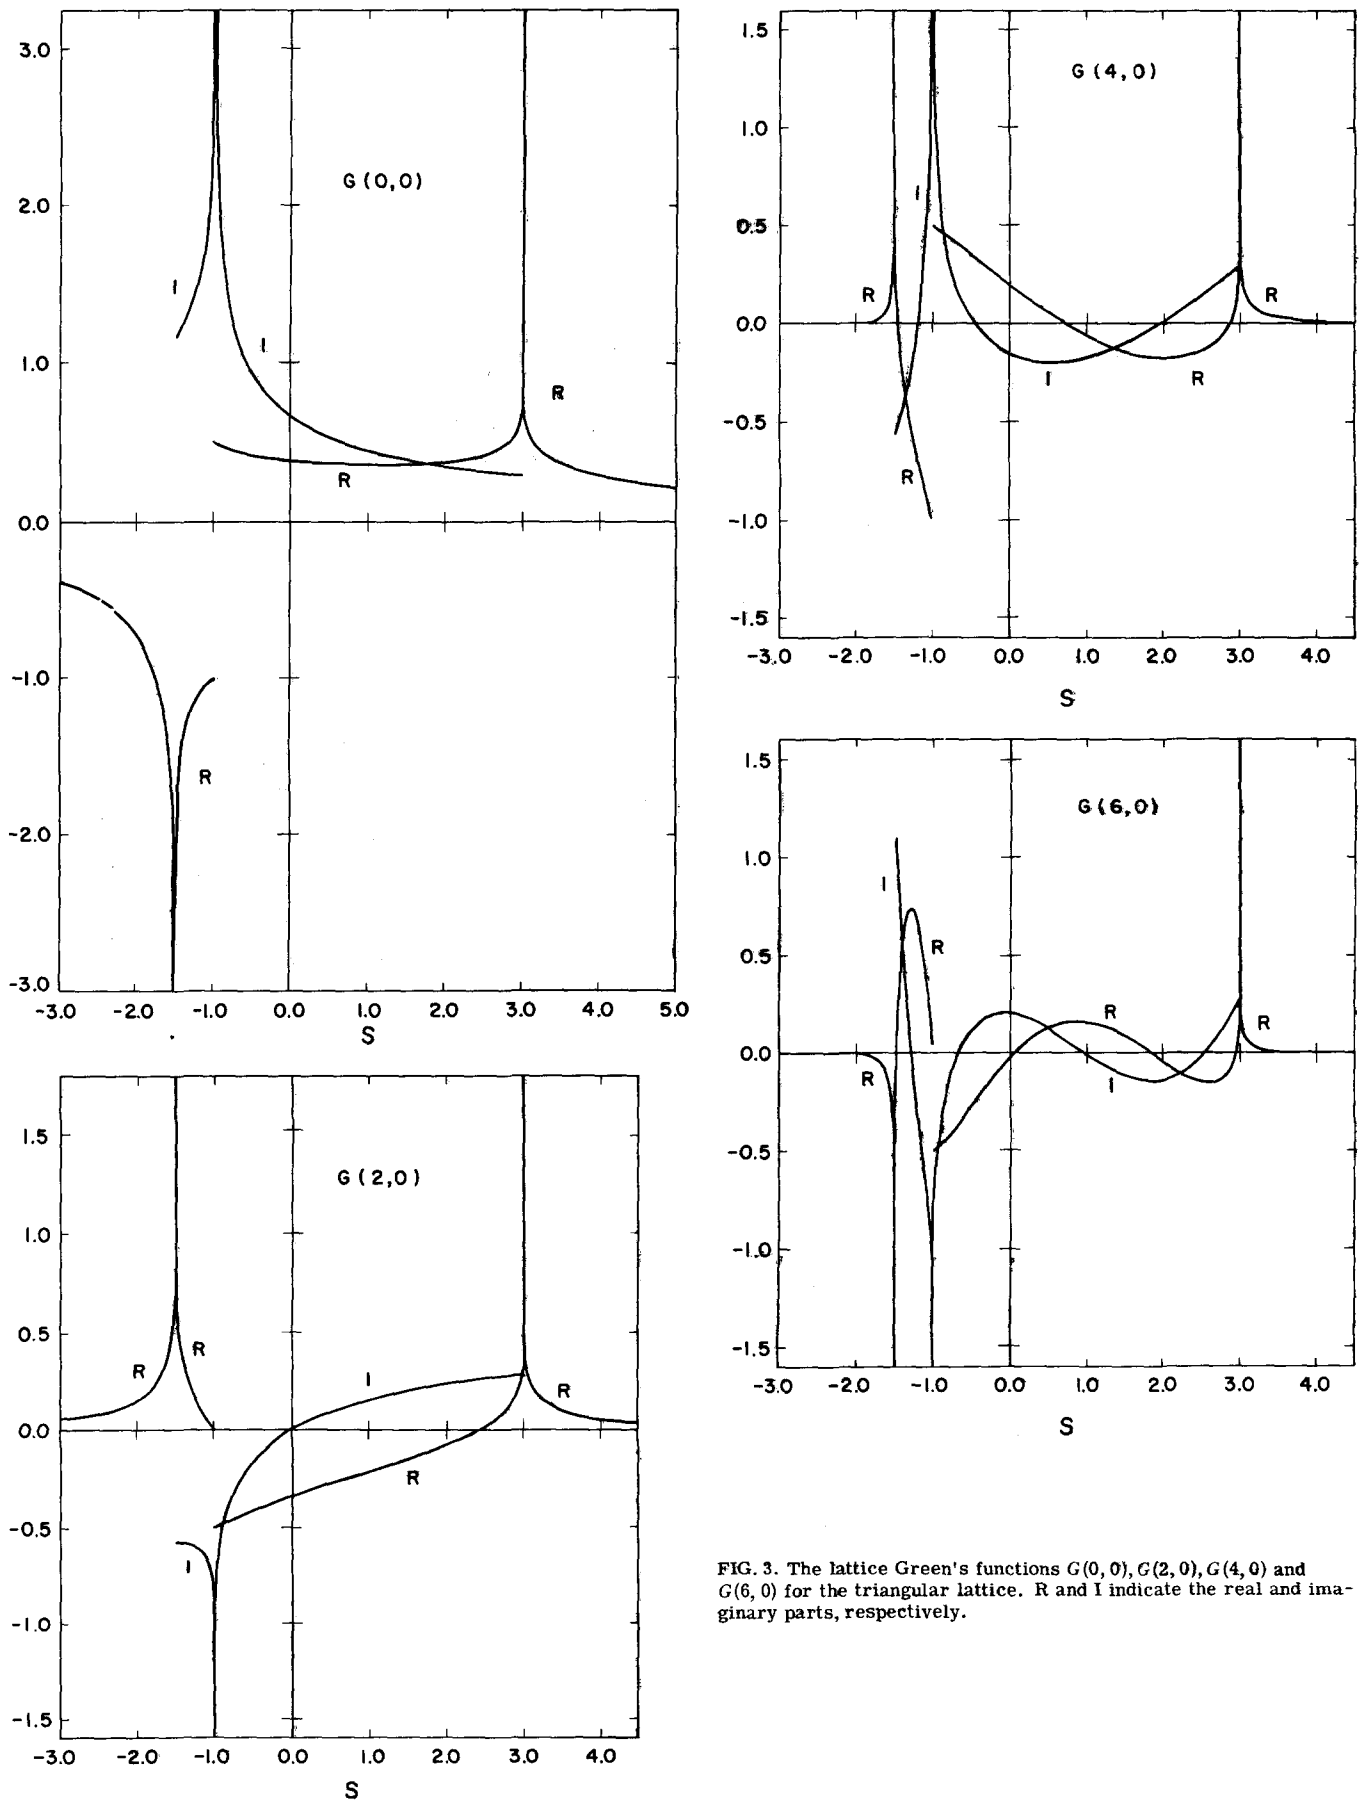 3.0
2.0
1.0
0.0
-1.0
-2.0
-3.0
G(0,0)
I
I
R
R
R
-3.0 -2.0 -1.0 0.0 1.0 2.0 3.0 4.0 5.0
S
1.5
1.0
0.5
0.0
-0.5
-1.0
-1.5
G(2,0)
R
R
I
R
R
I
-3.0 -2.0 -1.0 0.0 1.0 2.0 3.0 4.0
S
1.5
1.0
0.5
0.0
-0.5
-1.0
-1.5
G(4,0)
I
R
R
I
R
R
-3.0 -2.0 -1.0 0.0 1.0 2.0 3.0 4.0
S
1.5
1.0
0.5
0.0
-0.5
-1.0
-1.5
G(6,0)
I
R
R
R
R
I
-3.0 -2.0 -1.0 0.0 1.0 2.0 3.0 4.0
S
FIG. 3. The lattice Green's functions G(0, 0), G(2, 0), G(4, 0) and
G(6, 0) for the triangular lattice. R and I indicate the real and ima-
ginary parts, respectively.